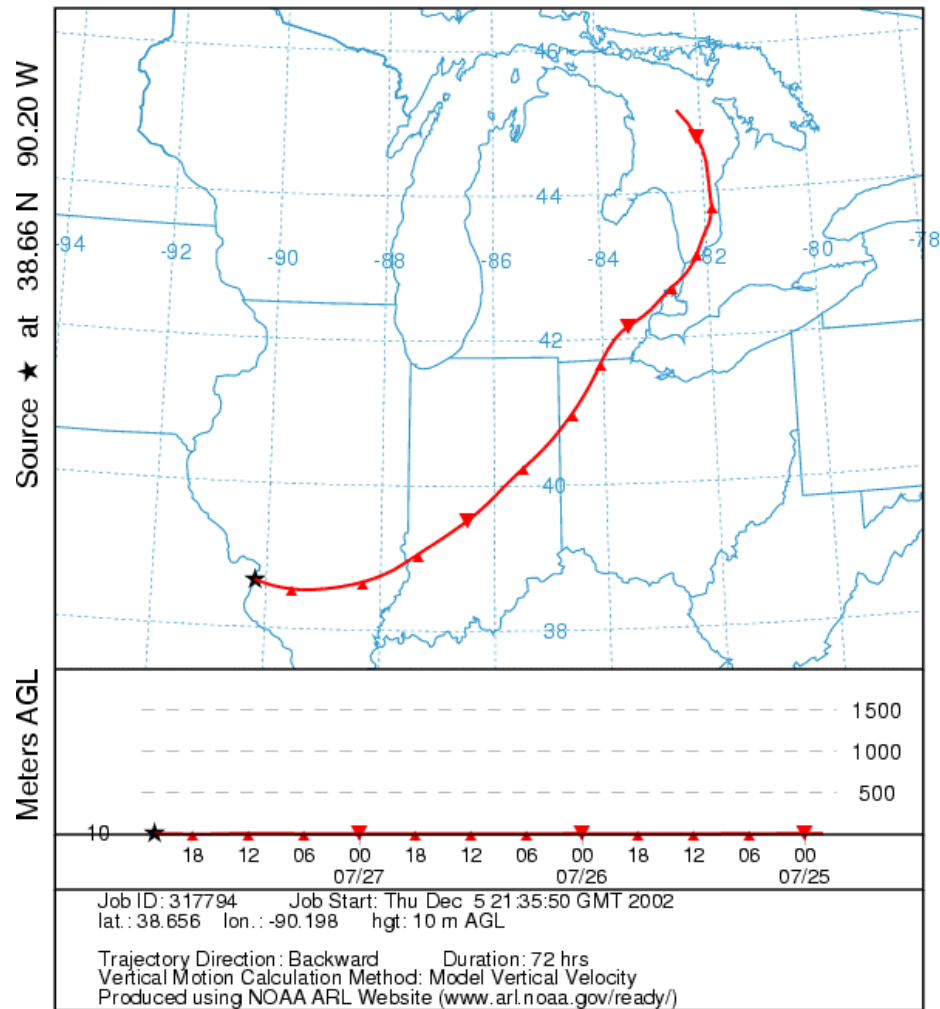 Source ★ at 38.66 N 90.20 W
46
44
-94
-92
-90
-88
-86
-84
-82
-80
-78
42
40
38
Meters AGL
1500
1000
500
10
18 12 06 00 18 12 06 00 18 12 06 00
07/27 07/26 07/25
Job ID: 317794 Job Start: Thu Dec 5 21:35:50 GMT 2002
lat.: 38.656 lon.: -90.198 hgt: 10 m AGL
Trajectory Direction: Backward Duration: 72 hrs
Vertical Motion Calculation Method: Model Vertical Velocity
Produced using NOAA ARL Website (www.arl.noaa.gov/ready/)